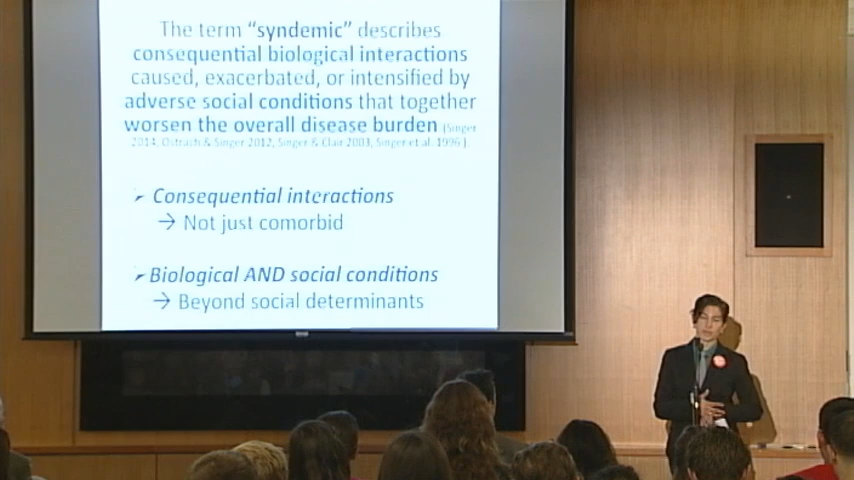 The term “syndemic” describes
consequential biological interactions
caused, exacerbated, or intensified by
adverse social conditions that together
worsen the overall disease burden (Singer
2014, Ostrach & Singer 2012, Singer & Clair 2003, Singer et al. 1996).
Consequential interactions
→ Not just comorbid
Biological AND social conditions
→ Beyond social determinants